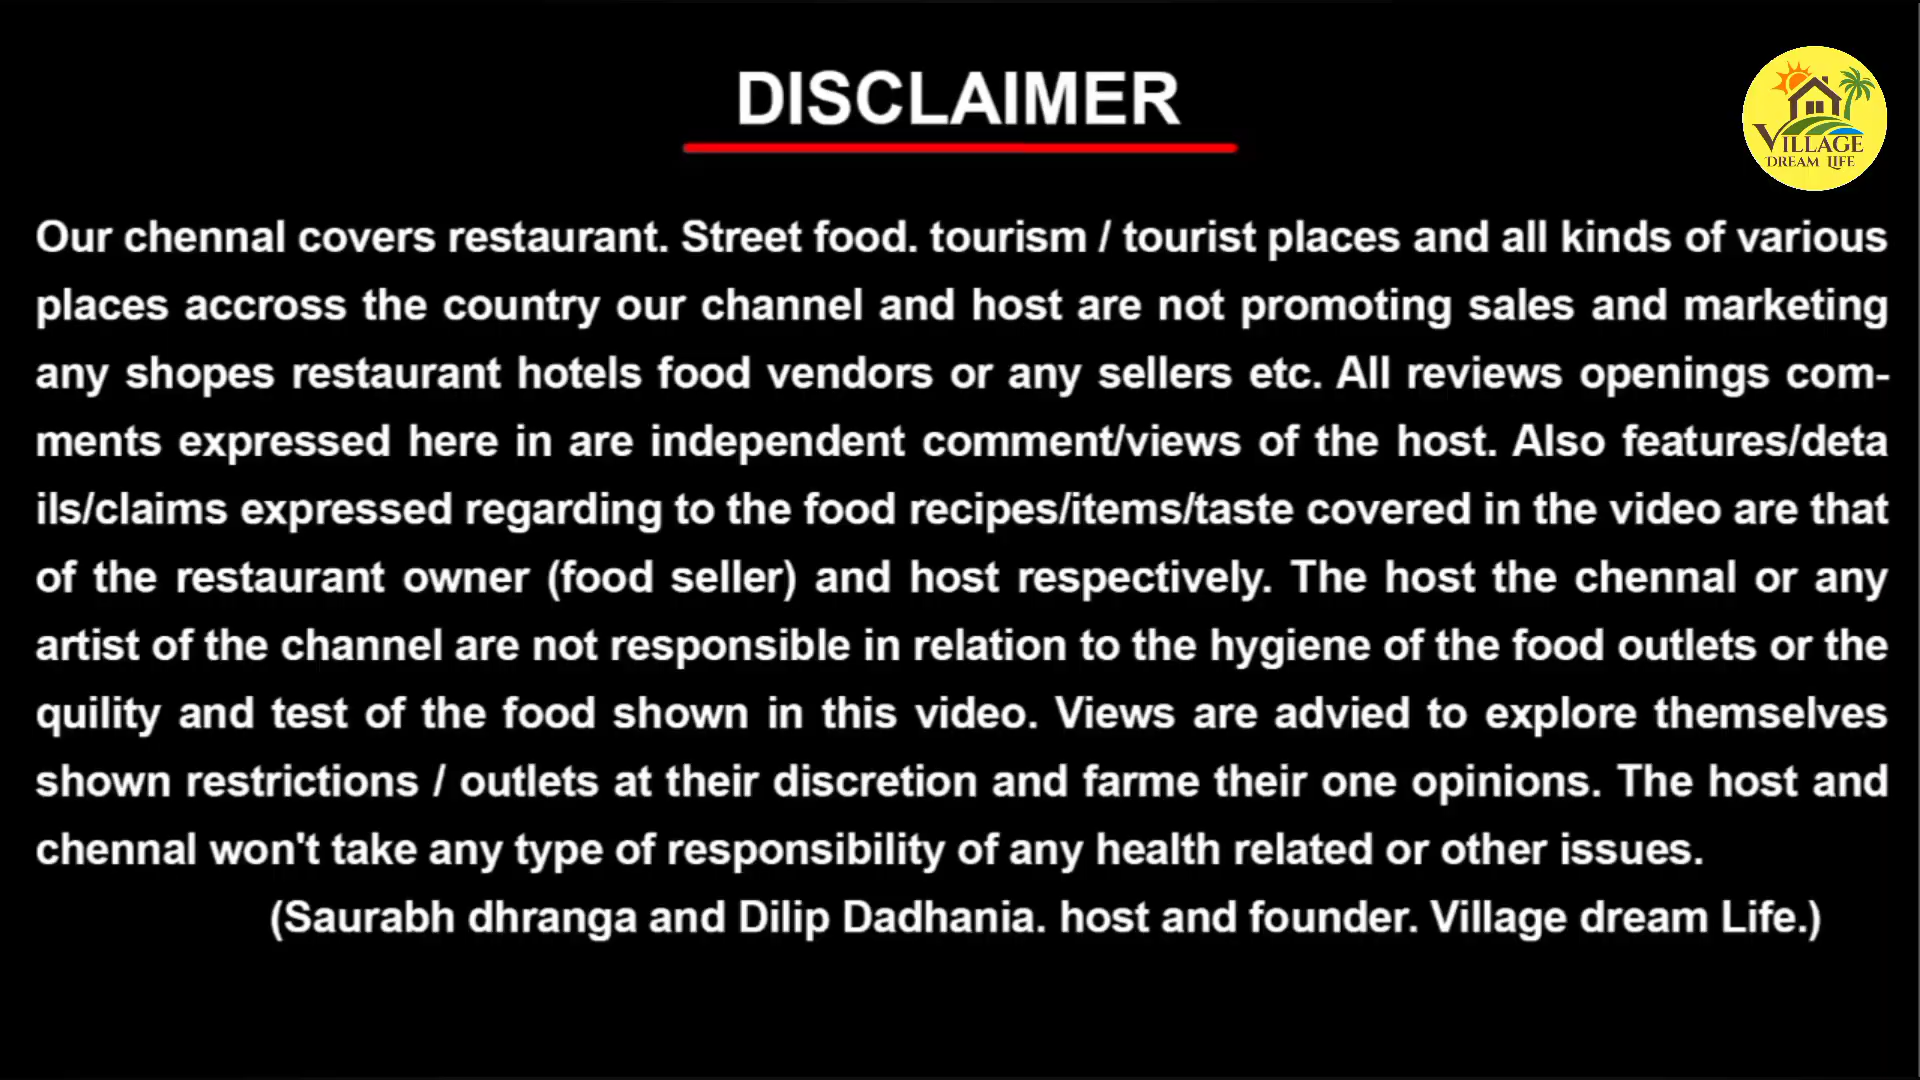 DISCLAIMER
VILLAGE
DREAM LIFE
Our chennal covers restaurant. Street food. tourism / tourist places and all kinds of various
places accross the country our channel and host are not promoting sales and marketing
any shopes restaurant hotels food vendors or any sellers etc. All reviews openings com-
ments expressed here in are independent comment/views of the host. Also features/deta
ils/claims expressed regarding to the food recipes/items/taste covered in the video are that
of the restaurant owner (food seller) and host respectively. The host the chennal or any
artist of the channel are not responsible in relation to the hygiene of the food outlets or the
quility and test of the food shown in this video. Views are advied to explore themselves
shown restrictions / outlets at their discretion and farme their one opinions. The host and
chennal won't take any type of responsibility of any health related or other issues.
(Saurabh dhranga and Dilip Dadhania. host and founder. Village dream Life.)